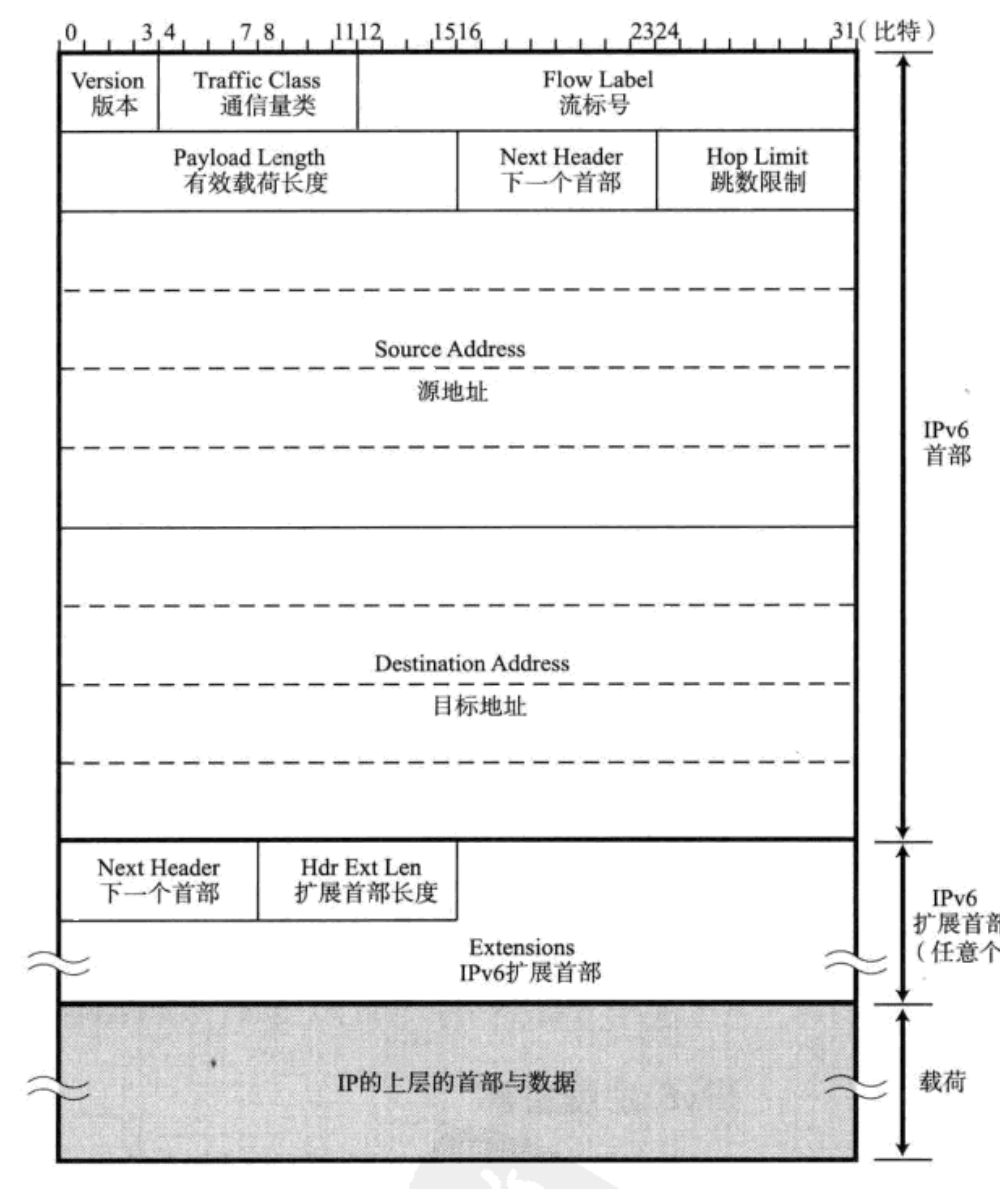 0 3 4 7 8 11 12 15 16 23 24 31 (比特)
Version
版本
Traffic Class
通信量类
Flow Label
流标号
Payload Length
有效载荷长度
Next Header
下一个首部
Hop Limit
跳数限制
Source Address
源地址
IPv6
首部
Destination Address
目标地址
Next Header
下一个首部
Hdr Ext Len
扩展首部长度
Extensions
IPv6扩展首部
IPv6
扩展首部
(任意个
IP的上层的首部与数据
载荷